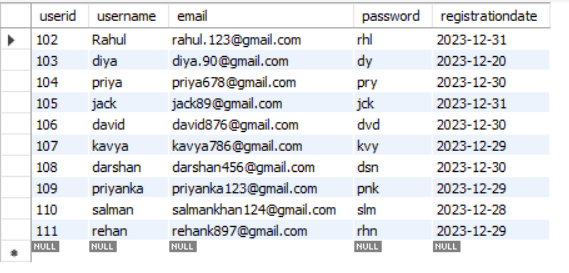 userid username email password registrationdate
102 Rahul rahul.123@gmail.com rhl 2023-12-31
103 diya diya.90@gmail.com dy 2023-12-20
104 priya priya678@gmail.com pry 2023-12-30
105 jack jack89@gmail.com jck 2023-12-31
106 david david876@gmail.com dvd 2023-12-30
107 kavya kavya786@gmail.com kvy 2023-12-29
108 darshan darshan456@gmail.com dsn 2023-12-30
109 priyanka priyanka123@gmail.com pnk 2023-12-29
110 salman salmankhan124@gmail.com slm 2023-12-28
111 rehan rehank897@gmail.com rhn 2023-12-29
NULL NULL NULL NULL NULL